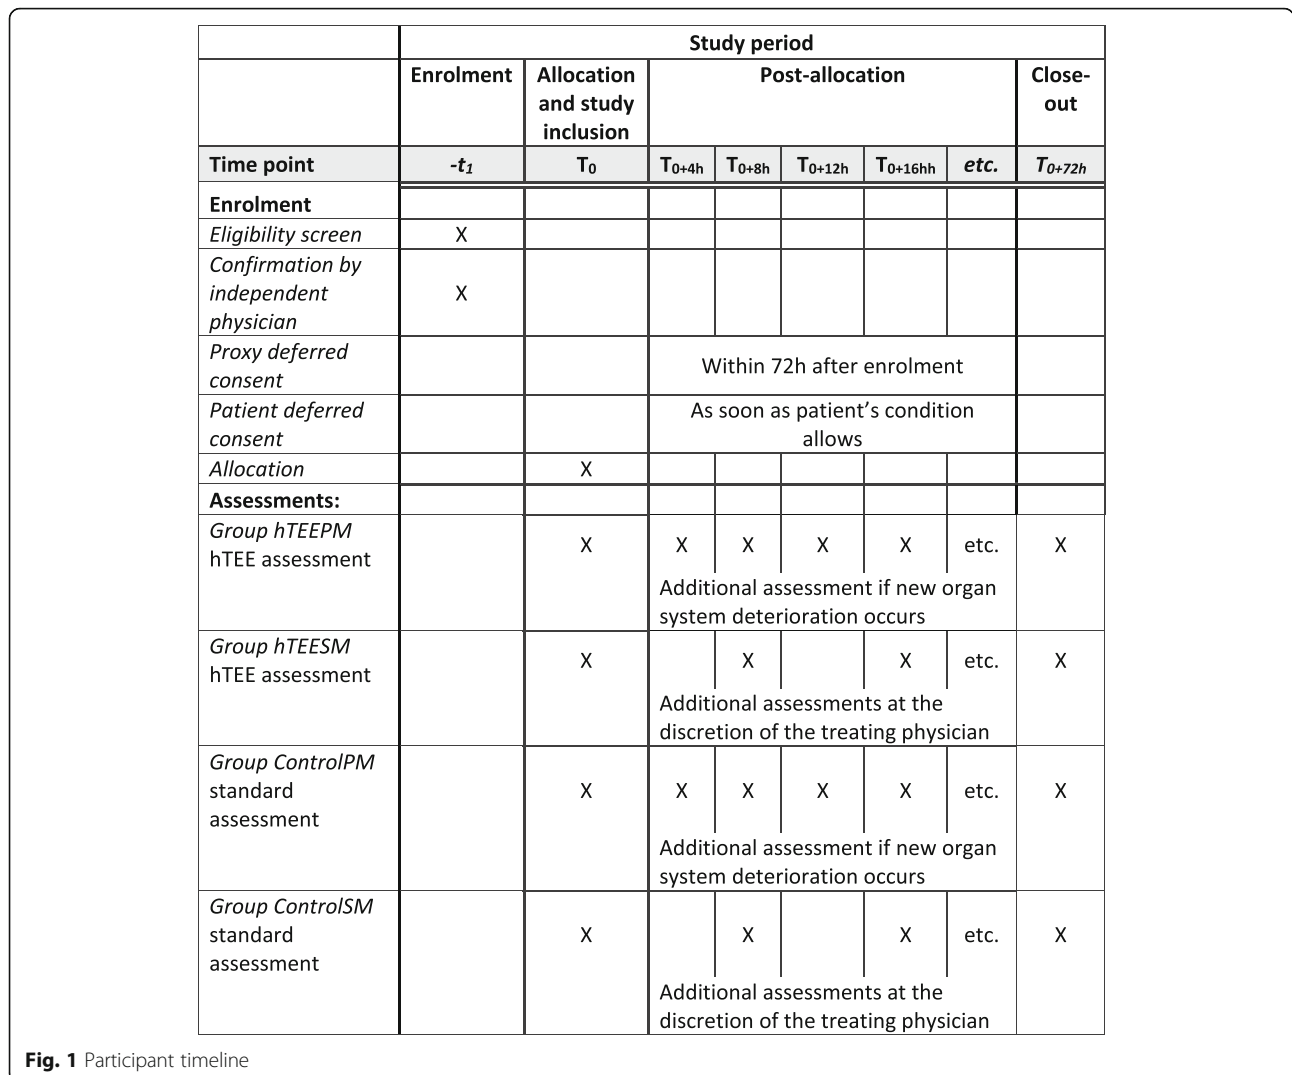 Study period
Enrolment Allocation and study inclusion Post-allocation Close-out
Time point -t1 T0 T0+4h T0+8h T0+12h T0+16hh etc. T0+72h
Enrolment
Eligibility screen X
Confirmation by
independent X
physician
Proxy deferred
consent
Within 72h after enrolment
Patient deferred
consent
As soon as patient's condition
allows
Allocation X
Assessments:
Group hTEEPM
hTEE assessment
X X X X X etc. X
Additional assessment if new organ
system deterioration occurs
Group hTEESM
hTEE assessment
X X X etc. X
Additional assessments at the
discretion of the treating physician
Group ControlPM
standard
assessment
X X X X X etc. X
Additional assessment if new organ
system deterioration occurs
Group ControlSM
standard
assessment
X X X etc. X
Additional assessments at the
discretion of the treating physician
Fig. 1 Participant timeline